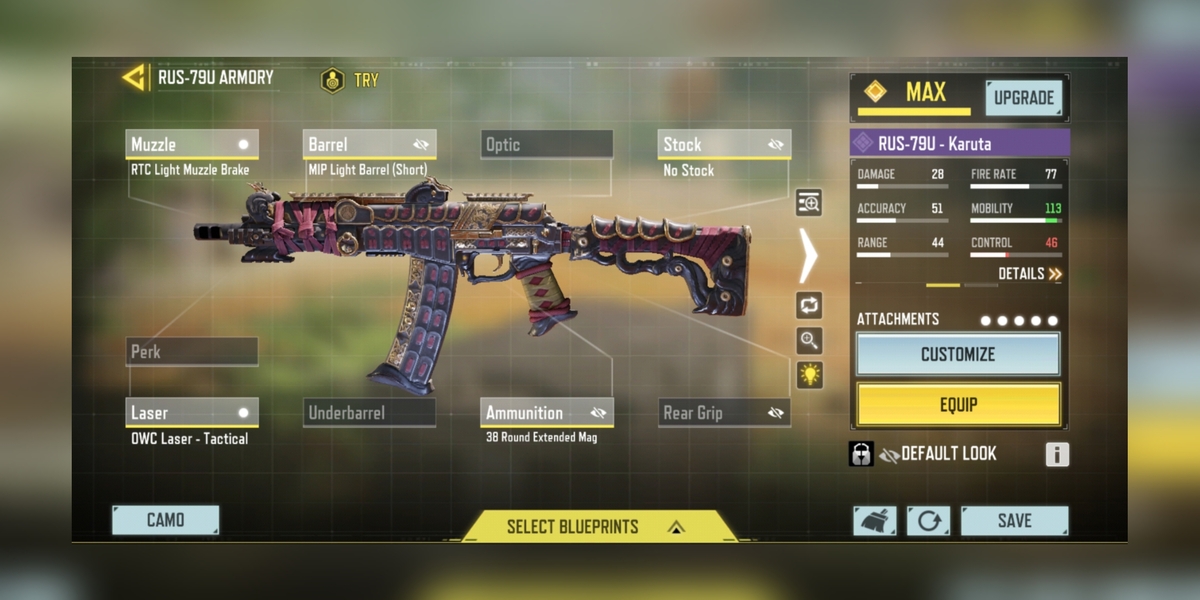 RUS-79U ARMORY
TRY
MAX
UPGRADE
Muzzle
RTC Light Muzzle Brake
Barrel
MIP Light Barrel (Short)
Optic
Stock
No Stock
RUS-79U - Karuta
DAMAGE 28
FIRE RATE 77
ACCURACY 51
MOBILITY 113
RANGE 44
CONTROL 46
DETAILS
ATTACHMENTS
CUSTOMIZE
EQUIP
Perk
Laser
OWC Laser - Tactical
Underbarrel
Ammunition
38 Round Extended Mag
Rear Grip
DEFAULT LOOK
i
CAMO
SELECT BLUEPRINTS
SAVE